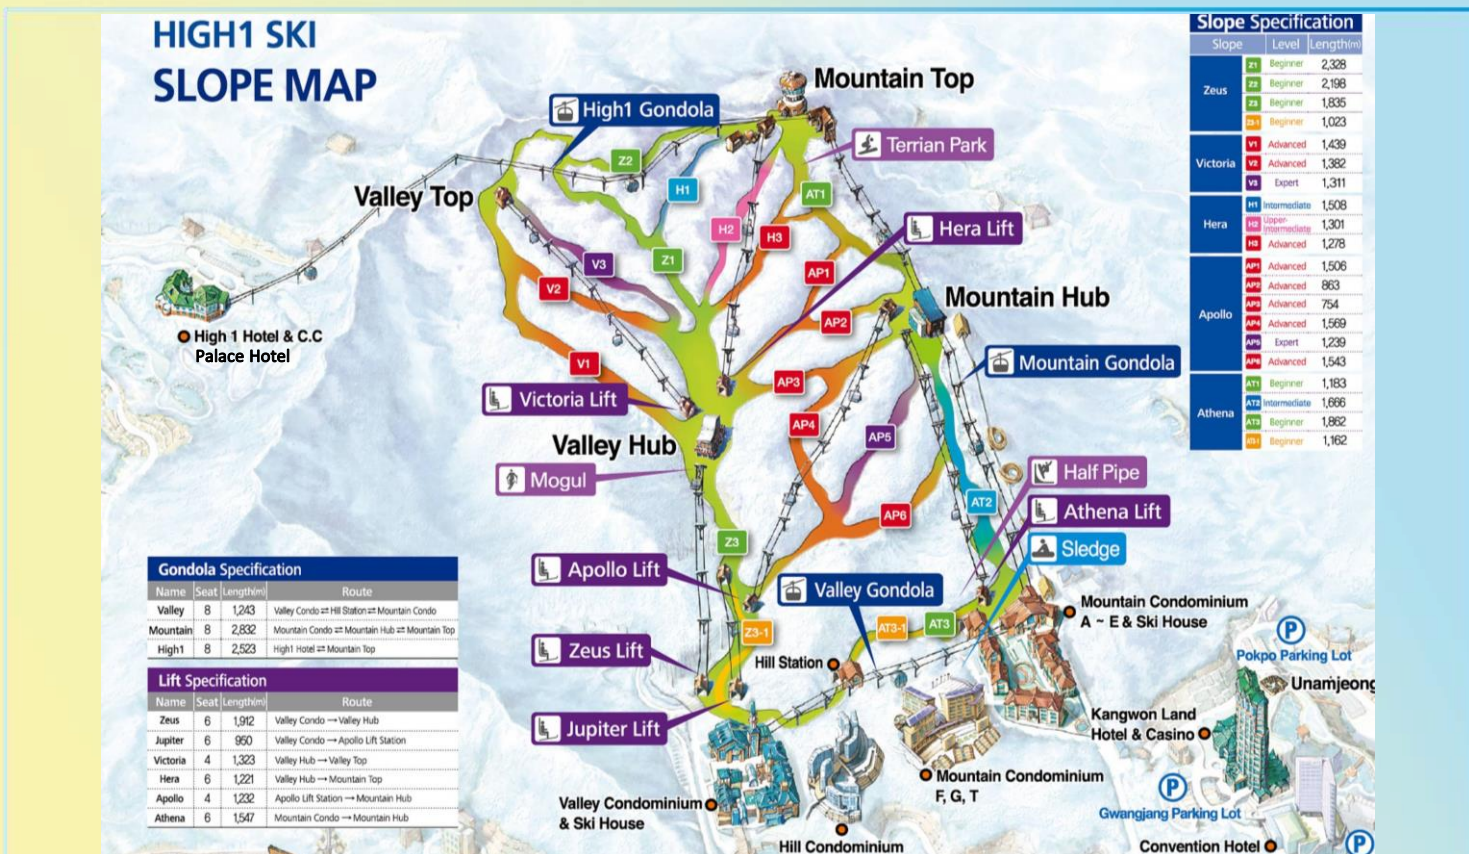 HIGH1 SKI
SLOPE MAP
Mountain Top
High1 Gondola
Terrian Park
Z2
Valley Top
H1
AT1
H2
H3
Hera Lift
V3
Z1
AP1
V2
Mountain Hub
AP2
High 1 Hotel & C.C
Palace Hotel
V1
Mountain Gondola
AP3
Victoria Lift
AP4
AP5
Valley Hub
Mogul
Half Pipe
AT2
Athena Lift
AP6
Z3
Sledge
Apollo Lift
Valley Gondola
Mountain Condominium
A ~ E & Ski House
Z3-1
AT3-1
AT3
Zeus Lift
Hill Station
P
Pokpo Parking Lot
Unamjeong
Jupiter Lift
Kangwon Land
Hotel & Casino
Mountain Condominium
F, G, T
P
Gwangjang Parking Lot
Valley Condominium
& Ski House
Hill Condominium
Convention Hotel
P
Slope Specification
Slope Level Length(m)
Zeus
Z1 Beginner 2,328
Z2 Beginner 2,198
Z3 Beginner 1,835
Z3-1 Beginner 1,023
Victoria
V1 Advanced 1,439
V2 Advanced 1,382
V3 Expert 1,311
Hera
H1 Intermediate 1,508
H2 Upper-Intermediate 1,301
H3 Advanced 1,278
Apollo
AP1 Advanced 1,506
AP2 Advanced 863
AP3 Advanced 754
AP4 Advanced 1,569
AP5 Expert 1,239
AP6 Advanced 1,543
Athena
AT1 Beginner 1,183
AT2 Intermediate 1,666
AT3 Beginner 1,862
AT3-1 Beginner 1,162
Gondola Specification
Name Seat Length(m) Route
Valley 8 1,243 Valley Condo ⇄ Hill Station ⇄ Mountain Condo
Mountain 8 2,832 Mountain Condo ⇄ Mountain Hub ⇄ Mountain Top
High1 8 2,523 High1 Hotel ⇄ Mountain Top
Lift Specification
Name Seat Length(m) Route
Zeus 6 1,912 Valley Condo → Valley Hub
Jupiter 6 950 Valley Condo → Apollo Lift Station
Victoria 4 1,323 Valley Hub → Valley Top
Hera 6 1,221 Valley Hub → Mountain Top
Apollo 4 1,232 Apollo Lift Station → Mountain Hub
Athena 6 1,547 Mountain Condo → Mountain Hub